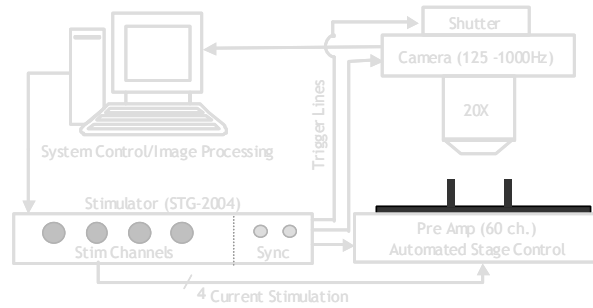 Shutter
Camera (125 -1000Hz)
20X
Trigger Lines
System Control/Image Processing
Stimulator (STG-2004)
Stim Channels
Sync
Pre Amp (60 ch.)
Automated Stage Control
4 Current Stimulation